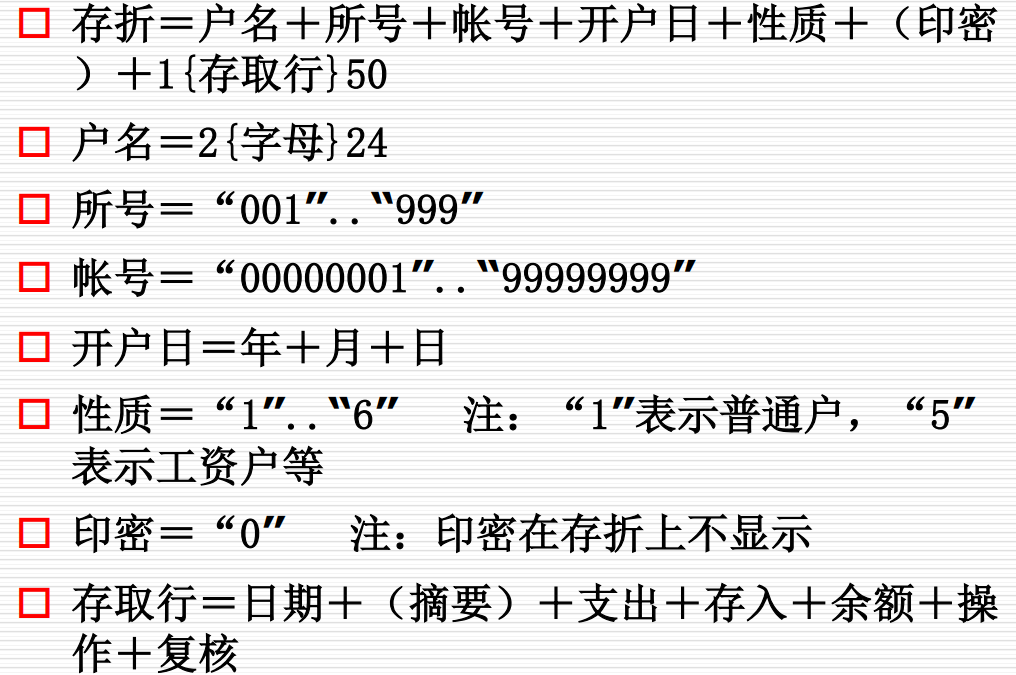 存折＝户名＋所号＋帐号＋开户日＋性质＋（印密
）＋1{存取行}50
户名＝2{字母}24
所号＝“001”..“999”
帐号＝“00000001”..“99999999”
开户日＝年＋月＋日
性质＝“1”..“6” 注：“1”表示普通户，“5”
表示工资户等
印密＝“0” 注：印密在存折上不显示
存取行＝日期＋（摘要）＋支出＋存入＋余额＋操
作＋复核